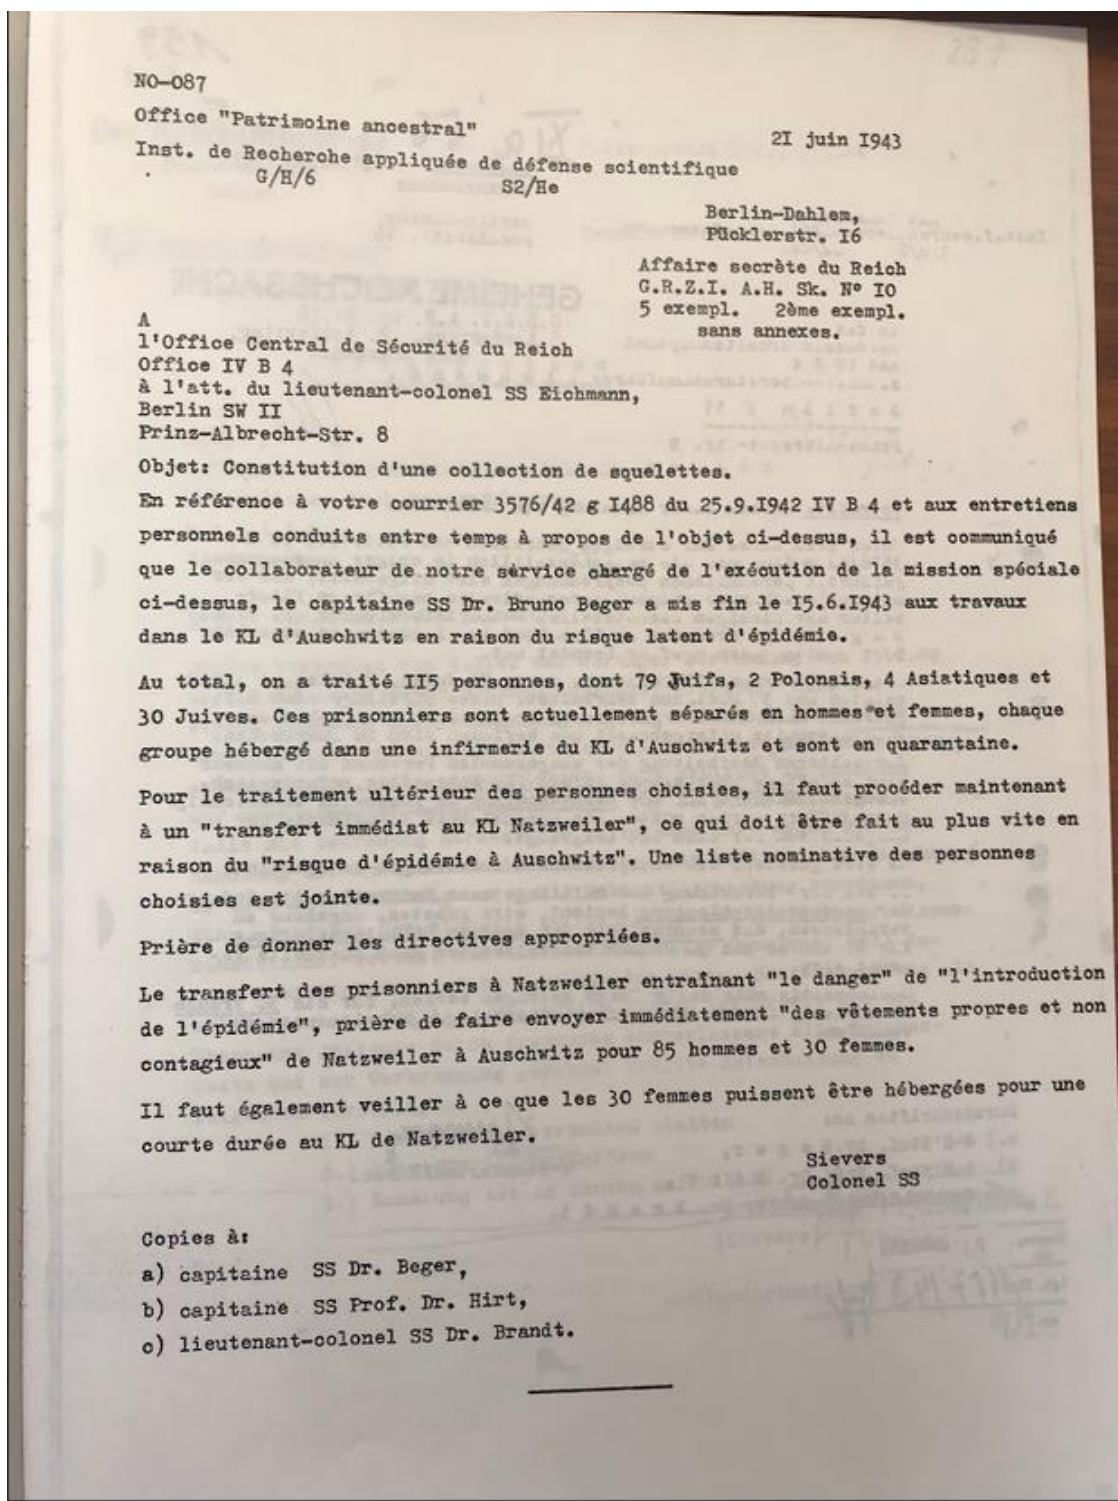 NO-087
Office "Patrimoine ancestral"
21 juin 1943
Inst. de Recherche appliquée de défense scientifique
G/H/6 S2/He
Berlin-Dahlem,
Pücklerstr. I6
Affaire secrète du Reich
G.R.Z.I. A.H. Sk. N° IO
5 exempl. 2ème exempl.
sans annexes.
A
l'Office Central de Sécurité du Reich
Office IV B 4
à l'att. du lieutenant-colonel SS Eichmann,
Berlin SW II
Prinz-Albrecht-Str. 8
Objet: Constitution d'une collection de squelettes.
En référence à votre courrier 3576/42 g I488 du 25.9.I942 IV B 4 et aux entretiens
personnels conduits entre temps à propos de l'objet ci-dessus, il est communiqué
que le collaborateur de notre service chargé de l'exécution de la mission spéciale
ci-dessus, le capitaine SS Dr. Bruno Beger a mis fin le I5.6.I943 aux travaux
dans le KL d'Auschwitz en raison du risque latent d'épidémie.
Au total, on a traité II5 personnes, dont 79 Juifs, 2 Polonais, 4 Asiatiques et
30 Juives. Ces prisonniers sont actuellement séparés en hommes et femmes, chaque
groupe hébergé dans une infirmerie du KL d'Auschwitz et sont en quarantaine.
Pour le traitement ultérieur des personnes choisies, il faut procéder maintenant
à un "transfert immédiat au KL Natzweiler", ce qui doit être fait au plus vite en
raison du "risque d'épidémie à Auschwitz". Une liste nominative des personnes
choisies est jointe.
Prière de donner les directives appropriées.
Le transfert des prisonniers à Natzweiler entraînant "le danger" de "l'introduction
de l'épidémie", prière de faire envoyer immédiatement "des vêtements propres et non
contagieux" de Natzweiler à Auschwitz pour 85 hommes et 30 femmes.
Il faut également veiller à ce que les 30 femmes puissent être hébergées pour une
courte durée au KL de Natzweiler.
Sievers
Colonel SS
Copies à:
a) capitaine SS Dr. Beger,
b) capitaine SS Prof. Dr. Hirt,
c) lieutenant-colonel SS Dr. Brandt.